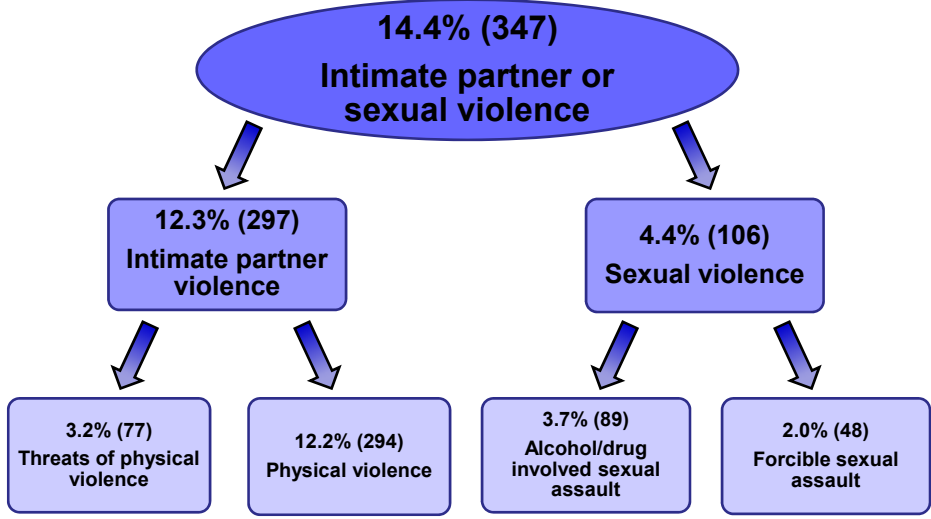 14.4% (347)
Intimate partner or
sexual violence
12.3% (297)
Intimate partner
violence
4.4% (106)
Sexual violence
3.2% (77)
Threats of physical
violence
12.2% (294)
Physical violence
3.7% (89)
Alcohol/drug
involved sexual
assault
2.0% (48)
Forcible sexual
assault